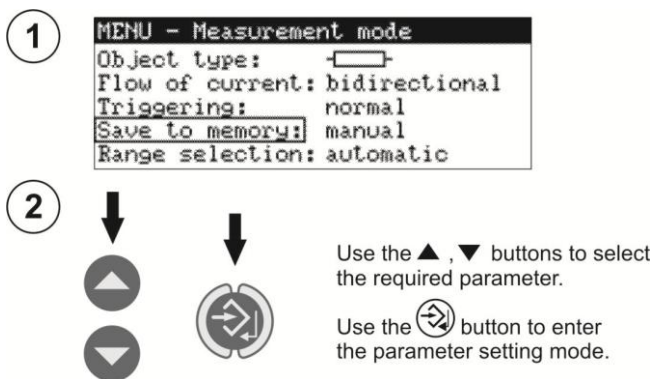 1
MENU - Measurement mode
Object type:
Flow of current: bidirectional
Triggering: normal
Save to memory: manual
Range selection: automatic
2
Use the ▲ , ▼ buttons to select
the required parameter.
Use the button to enter
the parameter setting mode.